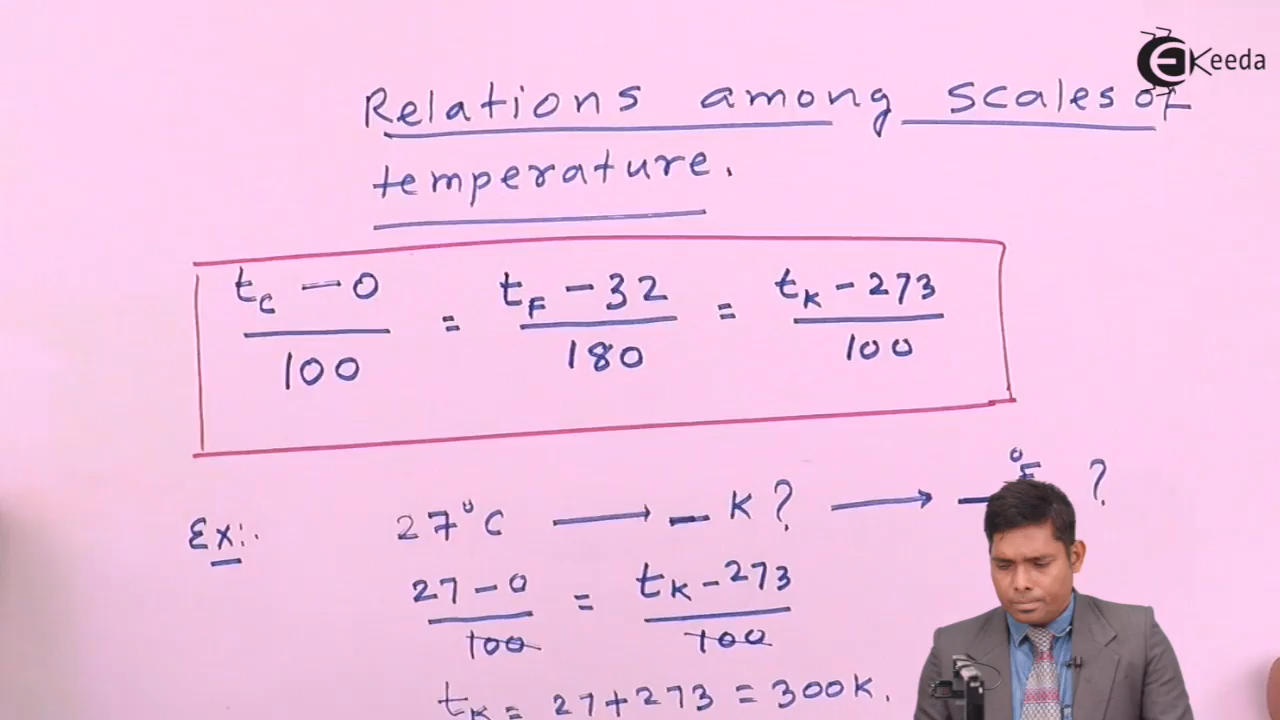 Ekeeda
Relations among scales of
temperature.
tC - 0 / 100 = tF - 32 / 180 = tK - 273 / 100
Ex:- 27°C → _ K ? → _ °F ?
27 - 0 / 100 = tK - 273 / 100
tK = 27 + 273 = 300K.